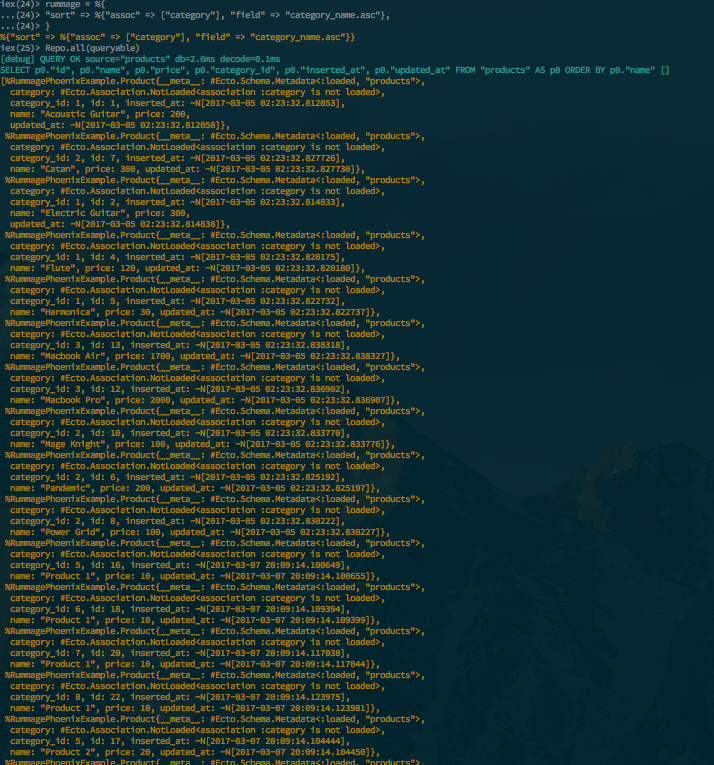 iex(24)> rummage = %{
...(24)> "sort" => %{"assoc" => ["category"], "field" => "category_name.asc"},
...(24)> }
%{"sort" => %{"assoc" => ["category"], "field" => "category_name.asc"}}
iex(25)> Repo.all(queryable)
[debug] QUERY OK source="products" db=2.6ms decode=0.1ms
SELECT p0."id", p0."name", p0."price", p0."category_id", p0."inserted_at", p0."updated_at" FROM "products" AS p0 ORDER BY p0."name" []
[%RummagePhoenixExample.Product{__meta__: #Ecto.Schema.Metadata<:loaded, "products">,
category: #Ecto.Association.NotLoaded<association :category is not loaded>,
category_id: 1, id: 1, inserted_at: ~N[2017-03-05 02:23:32.812053],
name: "Acoustic Guitar", price: 200,
updated_at: ~N[2017-03-05 02:23:32.812058]},
%RummagePhoenixExample.Product{__meta__: #Ecto.Schema.Metadata<:loaded, "products">,
category: #Ecto.Association.NotLoaded<association :category is not loaded>,
category_id: 2, id: 7, inserted_at: ~N[2017-03-05 02:23:32.827726],
name: "Catan", price: 300, updated_at: ~N[2017-03-05 02:23:32.827730]},
%RummagePhoenixExample.Product{__meta__: #Ecto.Schema.Metadata<:loaded, "products">,
category: #Ecto.Association.NotLoaded<association :category is not loaded>,
category_id: 1, id: 2, inserted_at: ~N[2017-03-05 02:23:32.814833],
name: "Electric Guitar", price: 300,
updated_at: ~N[2017-03-05 02:23:32.814838]},
%RummagePhoenixExample.Product{__meta__: #Ecto.Schema.Metadata<:loaded, "products">,
category: #Ecto.Association.NotLoaded<association :category is not loaded>,
category_id: 1, id: 4, inserted_at: ~N[2017-03-05 02:23:32.820175],
name: "Flute", price: 120, updated_at: ~N[2017-03-05 02:23:32.820180]},
%RummagePhoenixExample.Product{__meta__: #Ecto.Schema.Metadata<:loaded, "products">,
category: #Ecto.Association.NotLoaded<association :category is not loaded>,
category_id: 1, id: 5, inserted_at: ~N[2017-03-05 02:23:32.822732],
name: "Harmonica", price: 30, updated_at: ~N[2017-03-05 02:23:32.822737]},
%RummagePhoenixExample.Product{__meta__: #Ecto.Schema.Metadata<:loaded, "products">,
category: #Ecto.Association.NotLoaded<association :category is not loaded>,
category_id: 3, id: 13, inserted_at: ~N[2017-03-05 02:23:32.838318],
name: "Macbook Air", price: 1700, updated_at: ~N[2017-03-05 02:23:32.838327]},
%RummagePhoenixExample.Product{__meta__: #Ecto.Schema.Metadata<:loaded, "products">,
category: #Ecto.Association.NotLoaded<association :category is not loaded>,
category_id: 3, id: 12, inserted_at: ~N[2017-03-05 02:23:32.836902],
name: "Macbook Pro", price: 2000, updated_at: ~N[2017-03-05 02:23:32.836907]},
%RummagePhoenixExample.Product{__meta__: #Ecto.Schema.Metadata<:loaded, "products">,
category: #Ecto.Association.NotLoaded<association :category is not loaded>,
category_id: 2, id: 10, inserted_at: ~N[2017-03-05 02:23:32.833770],
name: "Mage Knight", price: 100, updated_at: ~N[2017-03-05 02:23:32.833776]},
%RummagePhoenixExample.Product{__meta__: #Ecto.Schema.Metadata<:loaded, "products">,
category: #Ecto.Association.NotLoaded<association :category is not loaded>,
category_id: 2, id: 6, inserted_at: ~N[2017-03-05 02:23:32.825192],
name: "Pandemic", price: 200, updated_at: ~N[2017-03-05 02:23:32.825197]},
%RummagePhoenixExample.Product{__meta__: #Ecto.Schema.Metadata<:loaded, "products">,
category: #Ecto.Association.NotLoaded<association :category is not loaded>,
category_id: 2, id: 8, inserted_at: ~N[2017-03-05 02:23:32.830222],
name: "Power Grid", price: 100, updated_at: ~N[2017-03-05 02:23:32.830227]},
%RummagePhoenixExample.Product{__meta__: #Ecto.Schema.Metadata<:loaded, "products">,
category: #Ecto.Association.NotLoaded<association :category is not loaded>,
category_id: 5, id: 16, inserted_at: ~N[2017-03-07 20:09:14.100649],
name: "Product 1", price: 10, updated_at: ~N[2017-03-07 20:09:14.100655]},
%RummagePhoenixExample.Product{__meta__: #Ecto.Schema.Metadata<:loaded, "products">,
category: #Ecto.Association.NotLoaded<association :category is not loaded>,
category_id: 6, id: 18, inserted_at: ~N[2017-03-07 20:09:14.109394],
name: "Product 1", price: 10, updated_at: ~N[2017-03-07 20:09:14.109399]},
%RummagePhoenixExample.Product{__meta__: #Ecto.Schema.Metadata<:loaded, "products">,
category: #Ecto.Association.NotLoaded<association :category is not loaded>,
category_id: 7, id: 20, inserted_at: ~N[2017-03-07 20:09:14.117038],
name: "Product 1", price: 10, updated_at: ~N[2017-03-07 20:09:14.117044]},
%RummagePhoenixExample.Product{__meta__: #Ecto.Schema.Metadata<:loaded, "products">,
category: #Ecto.Association.NotLoaded<association :category is not loaded>,
category_id: 8, id: 22, inserted_at: ~N[2017-03-07 20:09:14.123975],
name: "Product 1", price: 10, updated_at: ~N[2017-03-07 20:09:14.123981]},
%RummagePhoenixExample.Product{__meta__: #Ecto.Schema.Metadata<:loaded, "products">,
category: #Ecto.Association.NotLoaded<association :category is not loaded>,
category_id: 5, id: 17, inserted_at: ~N[2017-03-07 20:09:14.104444],
name: "Product 2", price: 20, updated_at: ~N[2017-03-07 20:09:14.104450]},
%RummagePhoenixExample.Product{__meta__: #Ecto.Schema.Metadata<:loaded, "products">,